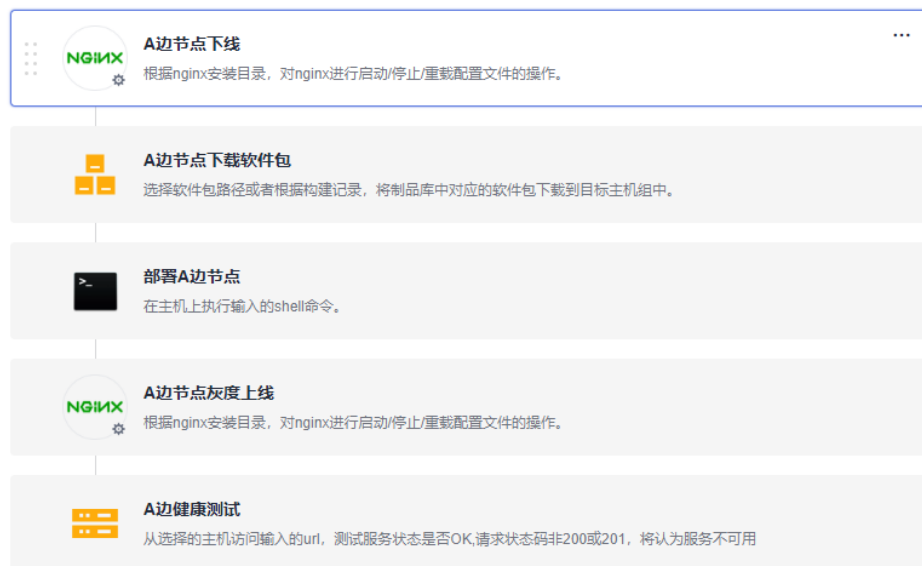 A边节点下线
NGINX
根据nginx安装目录，对nginx进行启动/停止/重载配置文件的操作。
A边节点下载软件包
选择软件包路径或者根据构建记录，将制品库中对应的软件包下载到目标主机组中。
>_
部署A边节点
在主机上执行输入的shell命令。
A边节点灰度上线
NGINX
根据nginx安装目录，对nginx进行启动/停止/重载配置文件的操作。
A边健康测试
从选择的主机访问输入的url，测试服务状态是否OK,请求状态码非200或201，将认为服务不可用